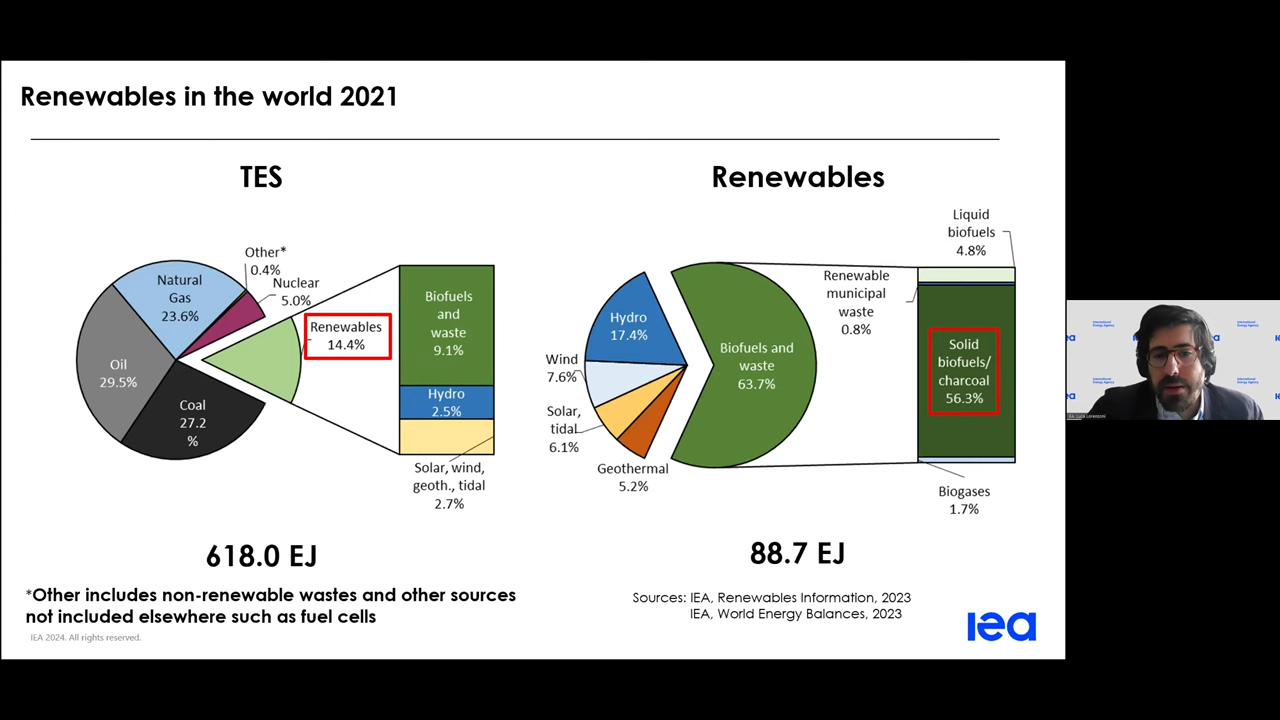 Renewables in the world 2021
TES
Renewables
Other*
0.4%
Nuclear
5.0%
Natural
Gas
23.6%
Oil
29.5%
Coal
27.2
%
Renewables
14.4%
Biofuels
and
waste
9.1%
Hydro
2.5%
Solar, wind,
geoth., tidal
2.7%
618.0 EJ
*Other includes non-renewable wastes and other sources
not included elsewhere such as fuel cells
IEA 2024. All rights reserved.
Hydro
17.4%
Wind
7.6%
Solar,
tidal
6.1%
Geothermal
5.2%
Biofuels and
waste
63.7%
Renewable
municipal
waste
0.8%
Liquid
biofuels
4.8%
Solid
biofuels/
charcoal
56.3%
Biogases
1.7%
88.7 EJ
Sources: IEA, Renewables Information, 2023
IEA, World Energy Balances, 2023
iea
International
Energy Agency